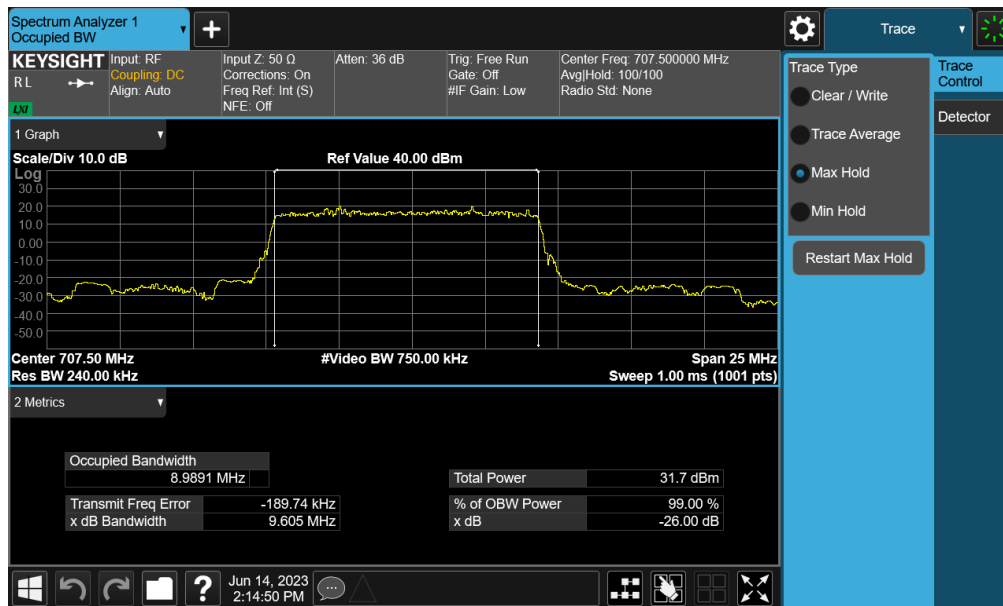 Spectrum Analyzer 1
Occupied BW
Trace
KEYSIGHT
R L
LXI
Input: RF
Coupling: DC
Align: Auto
Input Z: 50 Ω
Corrections: On
Freq Ref: Int (S)
NFE: Off
Atten: 36 dB
Trig: Free Run
Gate: Off
#IF Gain: Low
Center Freq: 707.500000 MHz
Avg|Hold: 100/100
Radio Std: None
Trace Type
Clear / Write
Trace Average
Max Hold
Min Hold
Restart Max Hold
Trace
Control
Detector
1 Graph
Scale/Div 10.0 dB
Ref Value 40.00 dBm
Log
30.0
20.0
10.0
0.00
-10.0
-20.0
-30.0
-40.0
-50.0
Center 707.50 MHz
#Video BW 750.00 kHz
Span 25 MHz
Res BW 240.00 kHz
Sweep 1.00 ms (1001 pts)
2 Metrics
Occupied Bandwidth
8.9891 MHz
Total Power 31.7 dBm
Transmit Freq Error -189.74 kHz
% of OBW Power 99.00 %
x dB Bandwidth 9.605 MHz
x dB -26.00 dB
?
Jun 14, 2023
2:14:50 PM